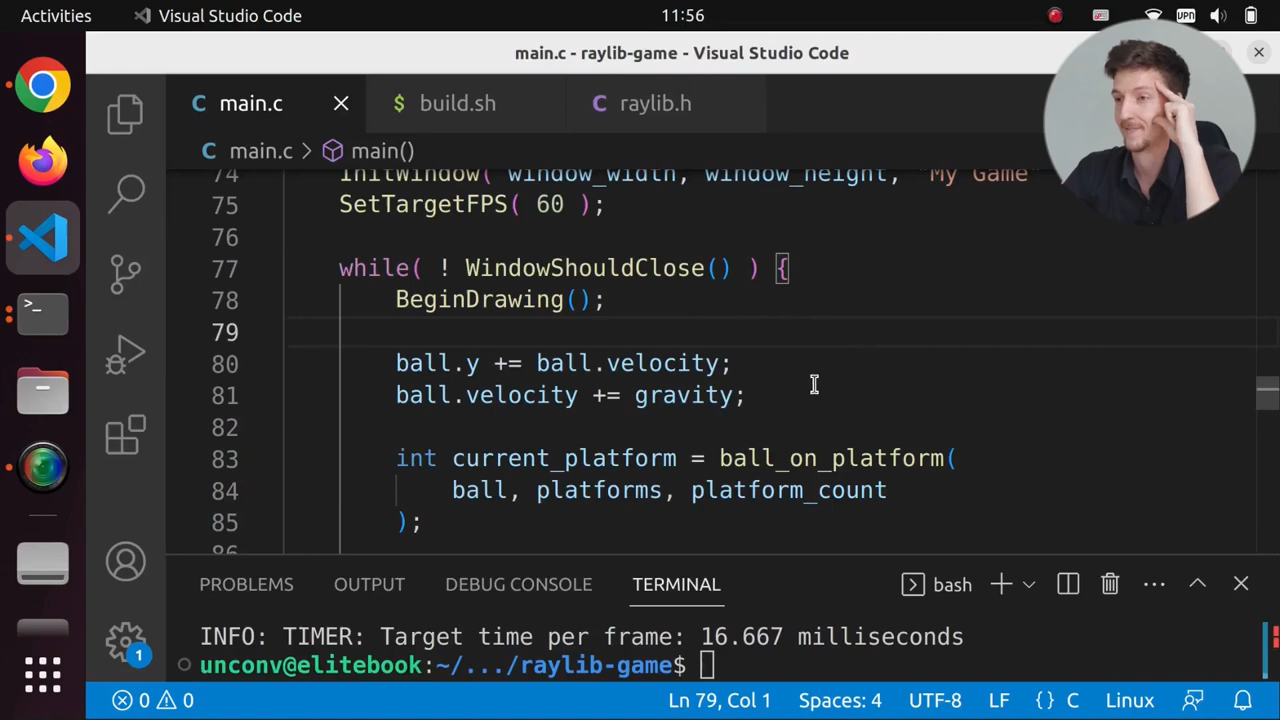 Activities
Visual Studio Code
11:56
VPN
main.c - raylib-game - Visual Studio Code
C main.c
$ build.sh
C raylib.h
C main.c > main()
74 InitWindow( window_width, window_height, "My Game"
75 SetTargetFPS( 60 );
76
77 while( ! WindowShouldClose() ) {
78 BeginDrawing();
79
80 ball.y += ball.velocity;
81 ball.velocity += gravity;
82
83 int current_platform = ball_on_platform(
84 ball, platforms, platform_count
85 );
86
PROBLEMS OUTPUT DEBUG CONSOLE TERMINAL
bash
INFO: TIMER: Target time per frame: 16.667 milliseconds
unconv@elitebook:~/.../raylib-game$
1
0 0 Ln 79, Col 1 Spaces: 4 UTF-8 LF {} C Linux